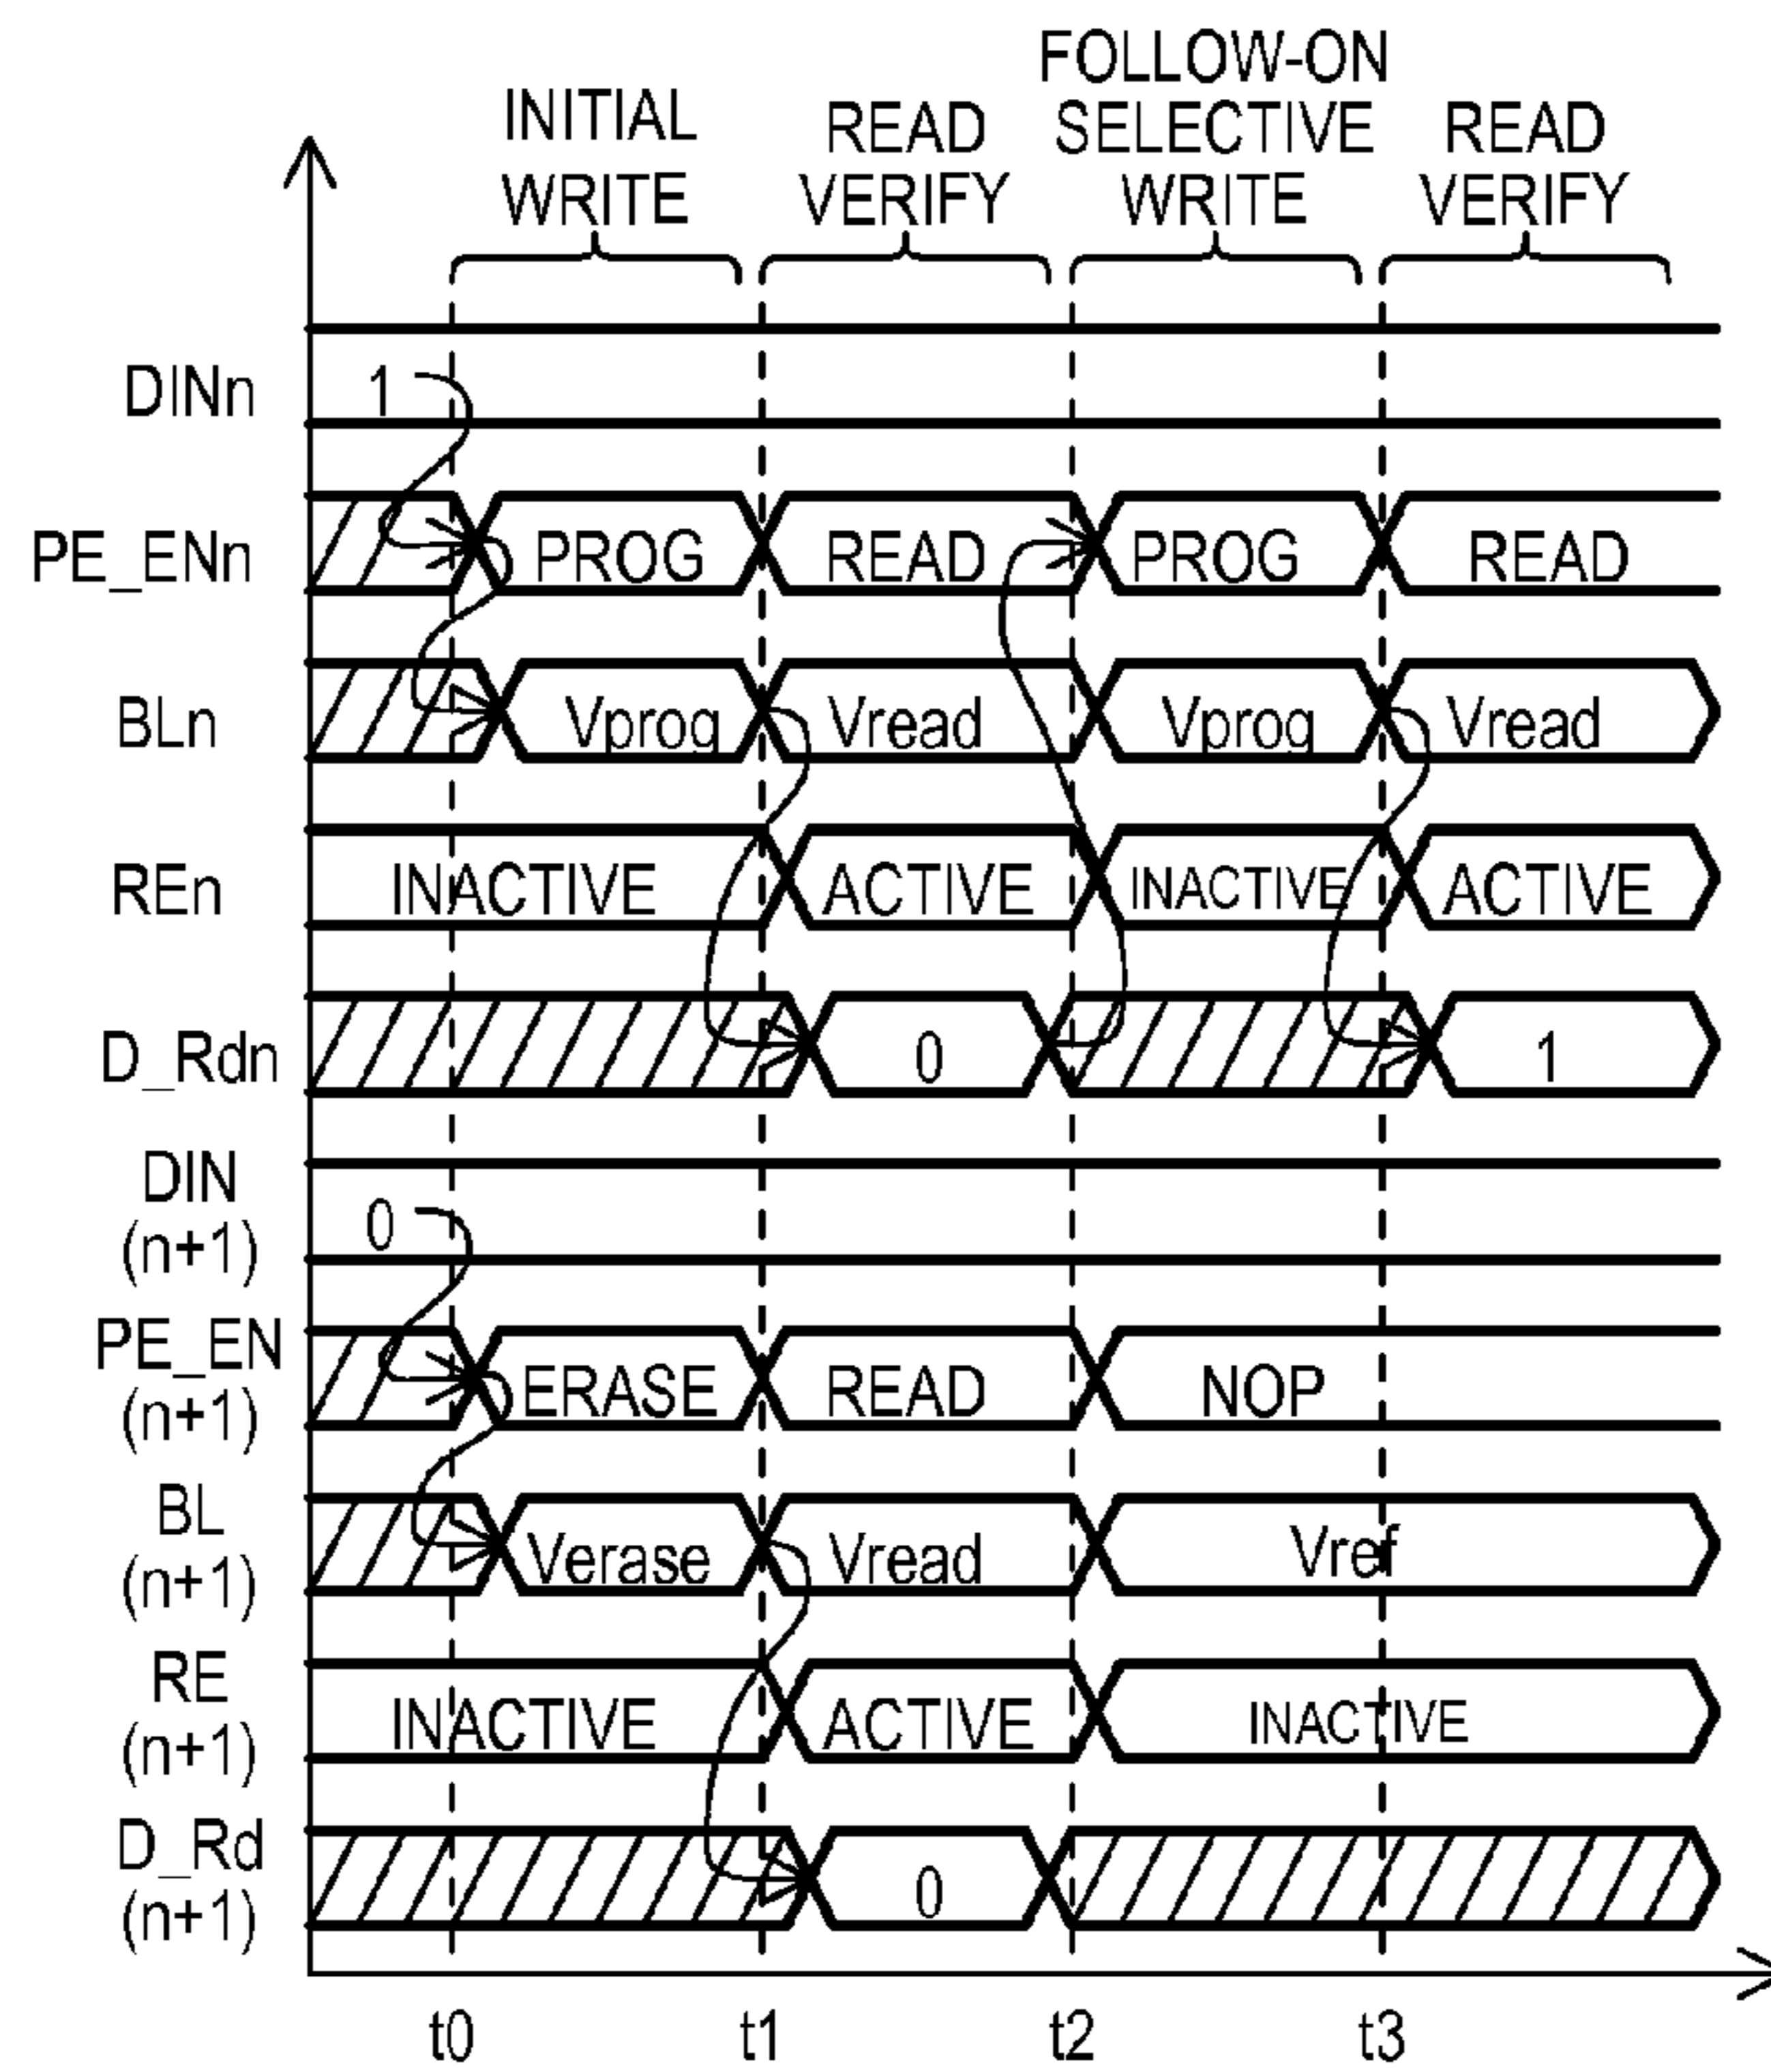 INITIAL
WRITE
READ
VERIFY
FOLLOW-ON
SELECTIVE
WRITE
READ
VERIFY
DINn 1
PE_ENn PROG READ PROG READ
BLn Vprog Vread Vprog Vread
REn INACTIVE ACTIVE INACTIVE ACTIVE
D_Rdn 0 1
DIN
(n+1)
0
PE_EN
(n+1)
ERASE READ NOP
BL
(n+1)
Verase Vread Vref
RE
(n+1)
INACTIVE ACTIVE INACTIVE
D_Rd
(n+1)
0
t0 t1 t2 t3